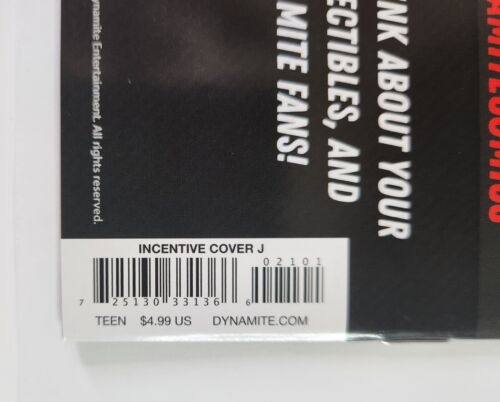 NK ABOUT YOUR
ECTIBLES, AND
MITE FANS!
Dynamite Entertainment. All rights reserved.
INCENTIVE COVER J
02101
7 25130 33136 6
TEEN $4.99 US DYNAMITE.COM